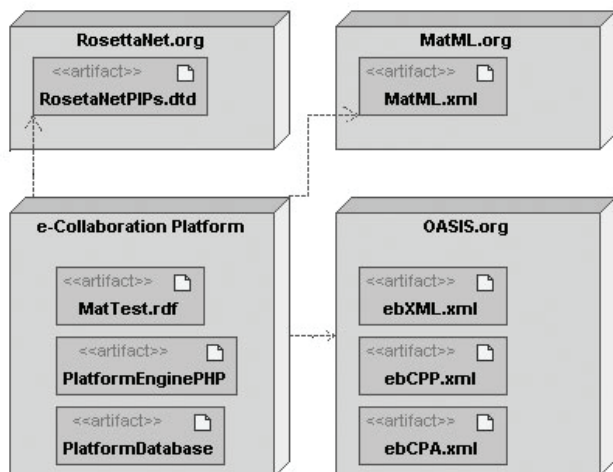 RosettaNet.org
<<artifact>>
RosetaNetPIPs.dtd
MatML.org
<<artifact>>
MatML.xml
e-Collaboration Platform
<<artifact>>
MatTest.rdf
<<artifact>>
PlatformEnginePHP
<<artifact>>
PlatformDatabase
OASIS.org
<<artifact>>
ebXML.xml
<<artifact>>
ebCPP.xml
<<artifact>>
ebCPA.xml